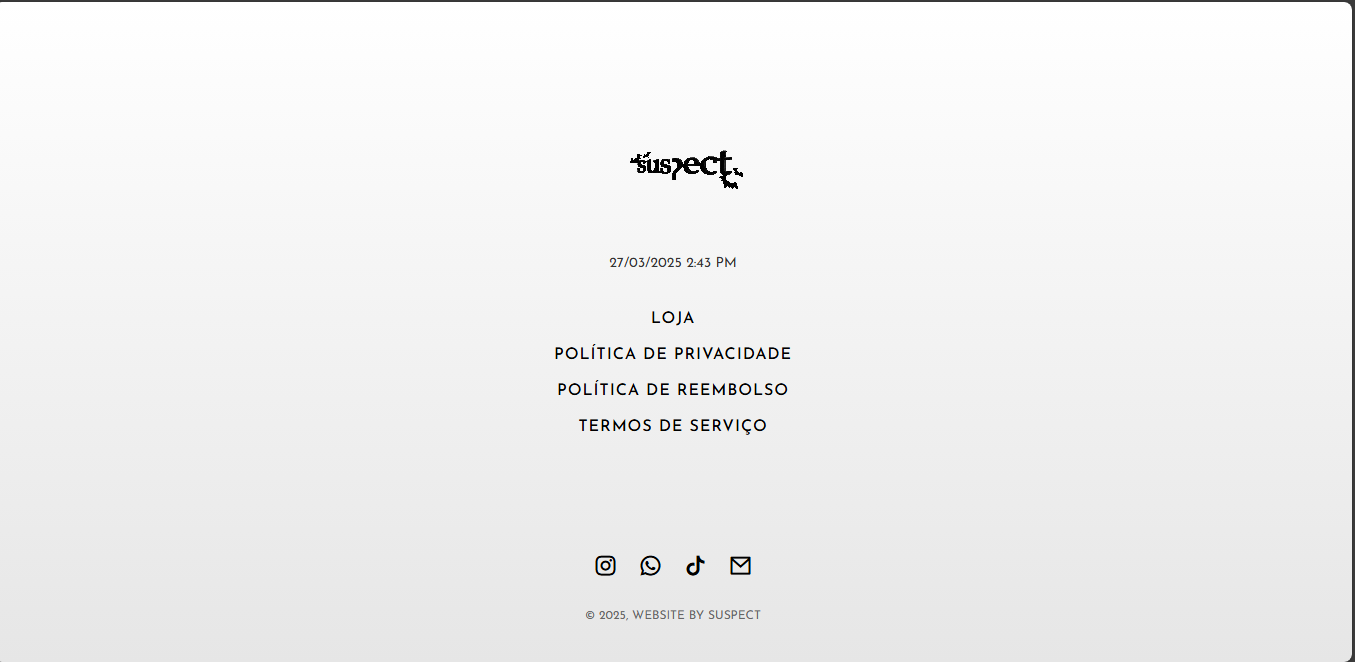 suspect
27/03/2025 2:43 PM
LOJA
POLÍTICA DE PRIVACIDADE
POLÍTICA DE REEMBOLSO
TERMOS DE SERVIÇO
© 2025, WEBSITE BY SUSPECT